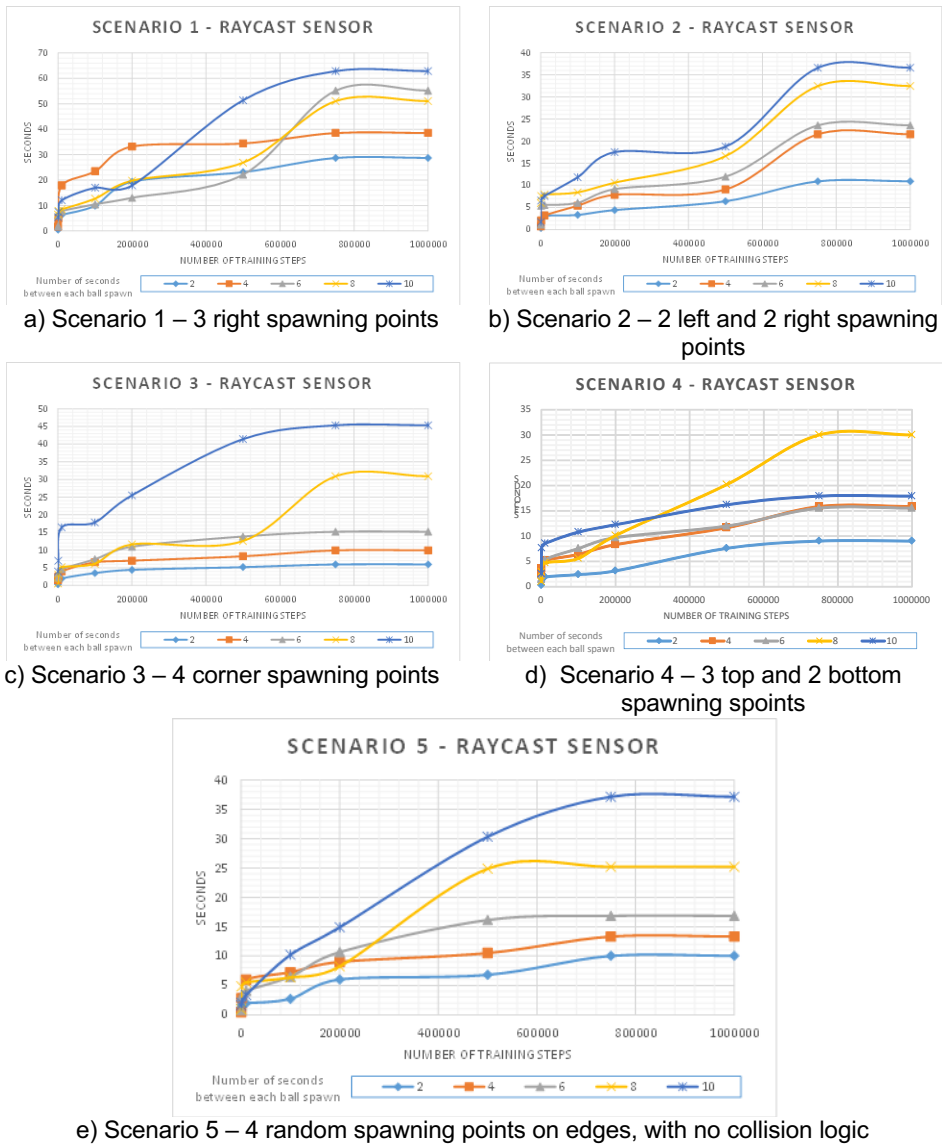 SCENARIO 1 - RAYCAST SENSOR
70
60
50
40
30
20
10
0
SECONDS
0 200000 400000 600000 800000 1000000
NUMBER OF TRAINING STEPS
Number of seconds
between each ball spawn
2 4 6 8 10
a) Scenario 1 – 3 right spawning points
SCENARIO 2 - RAYCAST SENSOR
40
35
30
25
20
15
10
5
0
SECONDS
0 200000 400000 600000 800000 1000000
NUMBER OF TRAINING STEPS
Number of seconds
between each ball spawn
2 4 6 8 10
b) Scenario 2 – 2 left and 2 right spawning
points
SCENARIO 3 - RAYCAST SENSOR
50
45
40
35
30
25
20
15
10
5
0
SECONDS
0 200000 400000 600000 800000 1000000
NUMBER OF TRAINING STEPS
Number of seconds
between each ball spawn
2 4 6 8 10
c) Scenario 3 – 4 corner spawning points
SCENARIO 4 - RAYCAST SENSOR
35
30
25
20
15
10
5
0
SECONDS
0 200000 400000 600000 800000 1000000
NUMBER OF TRAINING STEPS
Number of seconds
between each ball spawn
2 4 6 8 10
d) Scenario 4 – 3 top and 2 bottom
spawning spoints
SCENARIO 5 - RAYCAST SENSOR
40
35
30
25
20
15
10
5
0
SECONDS
0 200000 400000 600000 800000 1000000
NUMBER OF TRAINING STEPS
Number of seconds
between each ball spawn
2 4 6 8 10
e) Scenario 5 – 4 random spawning points on edges, with no collision logic